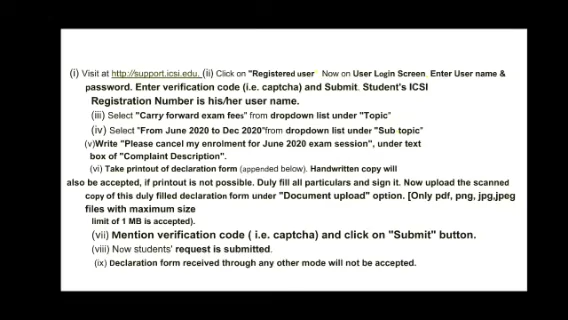 (i) Visit at http://support.icsi.edu. (ii) Click on "Registered user" Now on User Login Screen. Enter User name &
password. Enter verification code (i.e. captcha) and Submit. Student's ICSI
Registration Number is his/her user name.
(iii) Select "Carry forward exam fees" from dropdown list under "Topic"
(iv) Select "From June 2020 to Dec 2020"from dropdown list under "Sub topic"
(v)Write "Please cancel my enrolment for June 2020 exam session", under text
box of "Complaint Description".
(vi) Take printout of declaration form (appended below). Handwritten copy will
also be accepted, if printout is not possible. Duly fill all particulars and sign it. Now upload the scanned
copy of this duly filled declaration form under "Document upload" option. [Only pdf, png, jpg,jpeg
files with maximum size
limit of 1 MB is accepted).
(vii) Mention verification code ( i.e. captcha) and click on "Submit" button.
(viii) Now students' request is submitted.
(ix) Declaration form received through any other mode will not be accepted.